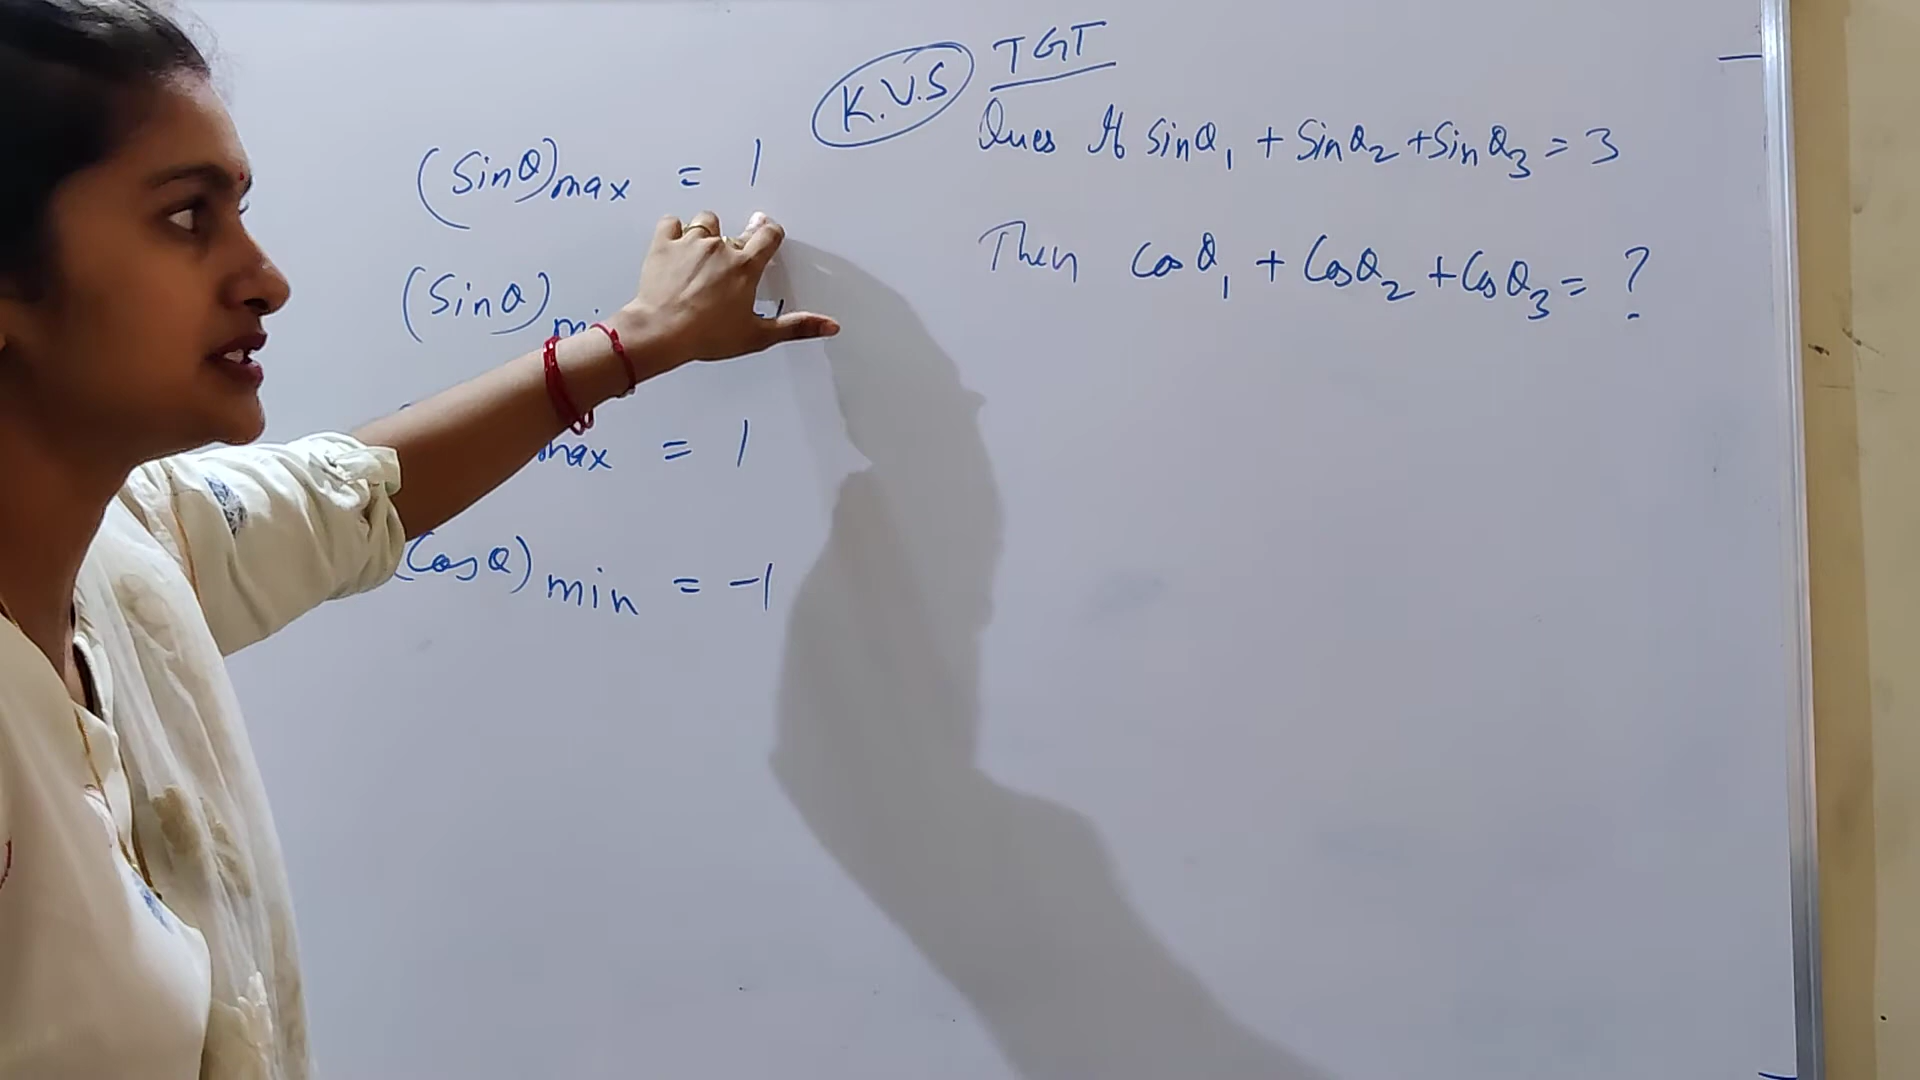 K.V.S TGT
Ques If Sinθ₁ + Sinθ₂ + Sinθ₃ = 3
Then Cosθ₁ + Cosθ₂ + Cosθ₃ = ?
(Sinθ)max = 1
(Sinθ)
max = 1
(Cosθ)min = -1